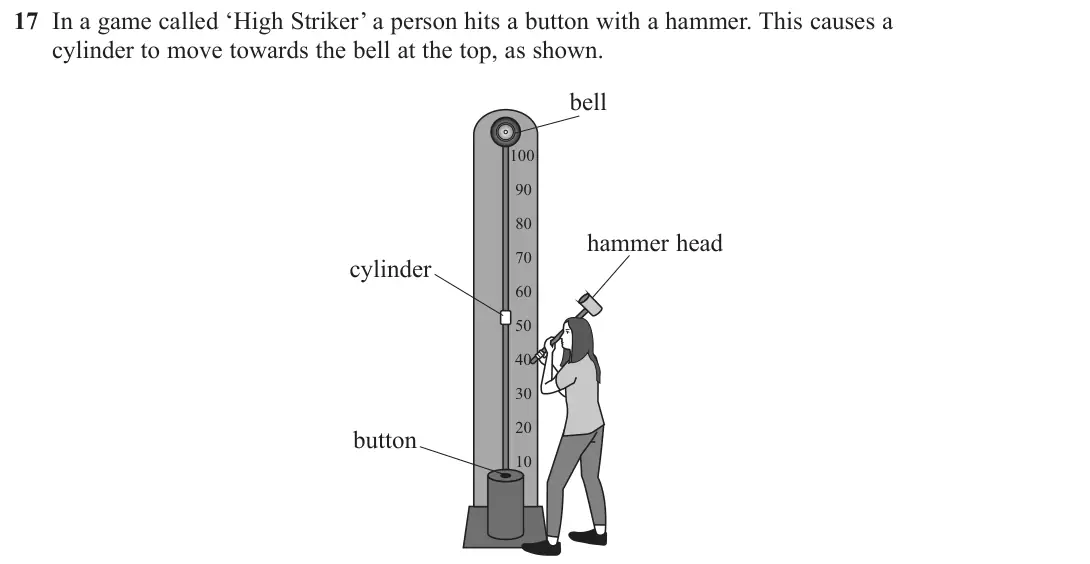 17 In a game called ‘High Striker’ a person hits a button with a hammer. This causes a
cylinder to move towards the bell at the top, as shown.
bell
100
90
80
hammer head
70
cylinder
60
50
40
30
20
button
10